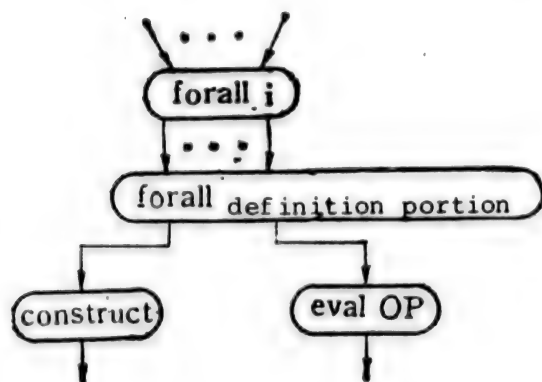 forall i
forall definition portion
construct
eval OP